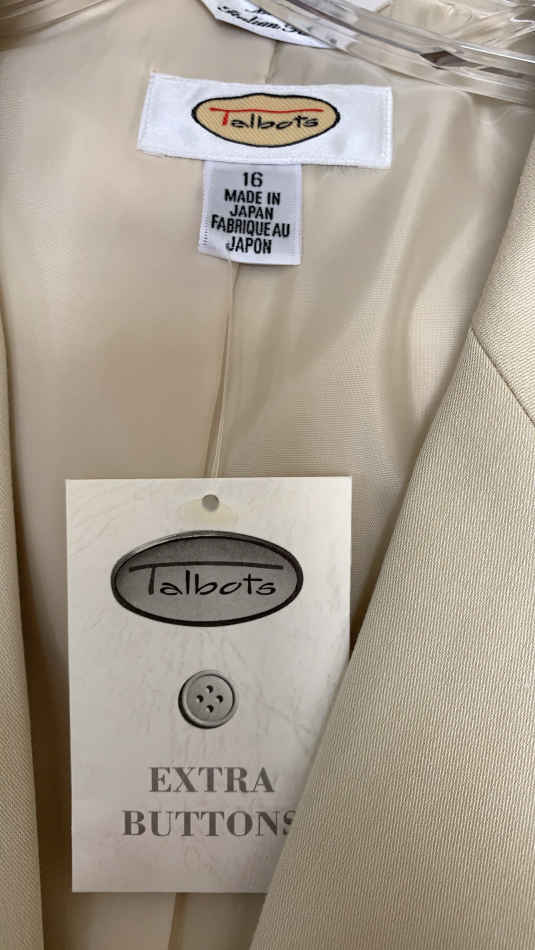 Talbots
16
MADE IN
JAPAN
FABRIQUE AU
JAPON
Talbots
EXTRA
BUTTONS